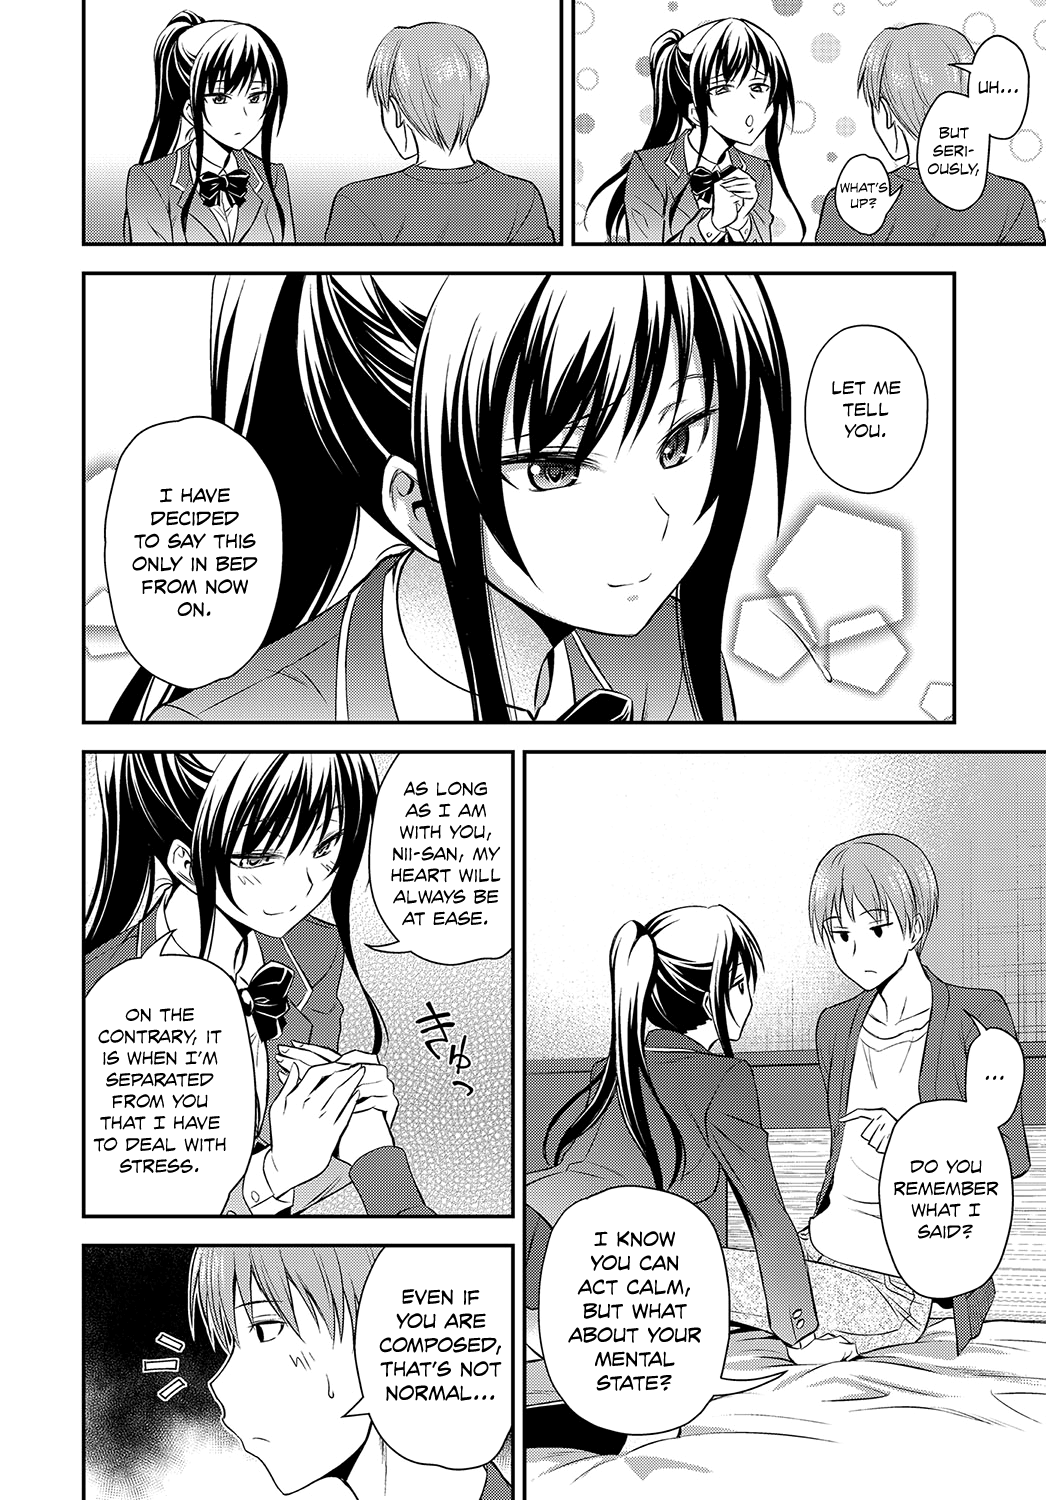 UH...
BUT
SERI-
OUSLY,
WHAT'S
UP?
LET ME
TELL
YOU.
I HAVE
DECIDED
TO SAY THIS
ONLY IN BED
FROM NOW
ON.
...
DO YOU
REMEMBER
WHAT I
SAID?
I KNOW
YOU CAN
ACT CALM,
BUT WHAT
ABOUT YOUR
MENTAL
STATE?
AS LONG
AS I AM
WITH YOU,
NII-SAN, MY
HEART WILL
ALWAYS BE
AT EASE.
きゅっ
ON THE
CONTRARY, IT
IS WHEN I'M
SEPARATED
FROM YOU
THAT I HAVE
TO DEAL WITH
STRESS.
EVEN IF
YOU ARE
COMPOSED,
THAT'S NOT
NORMAL...